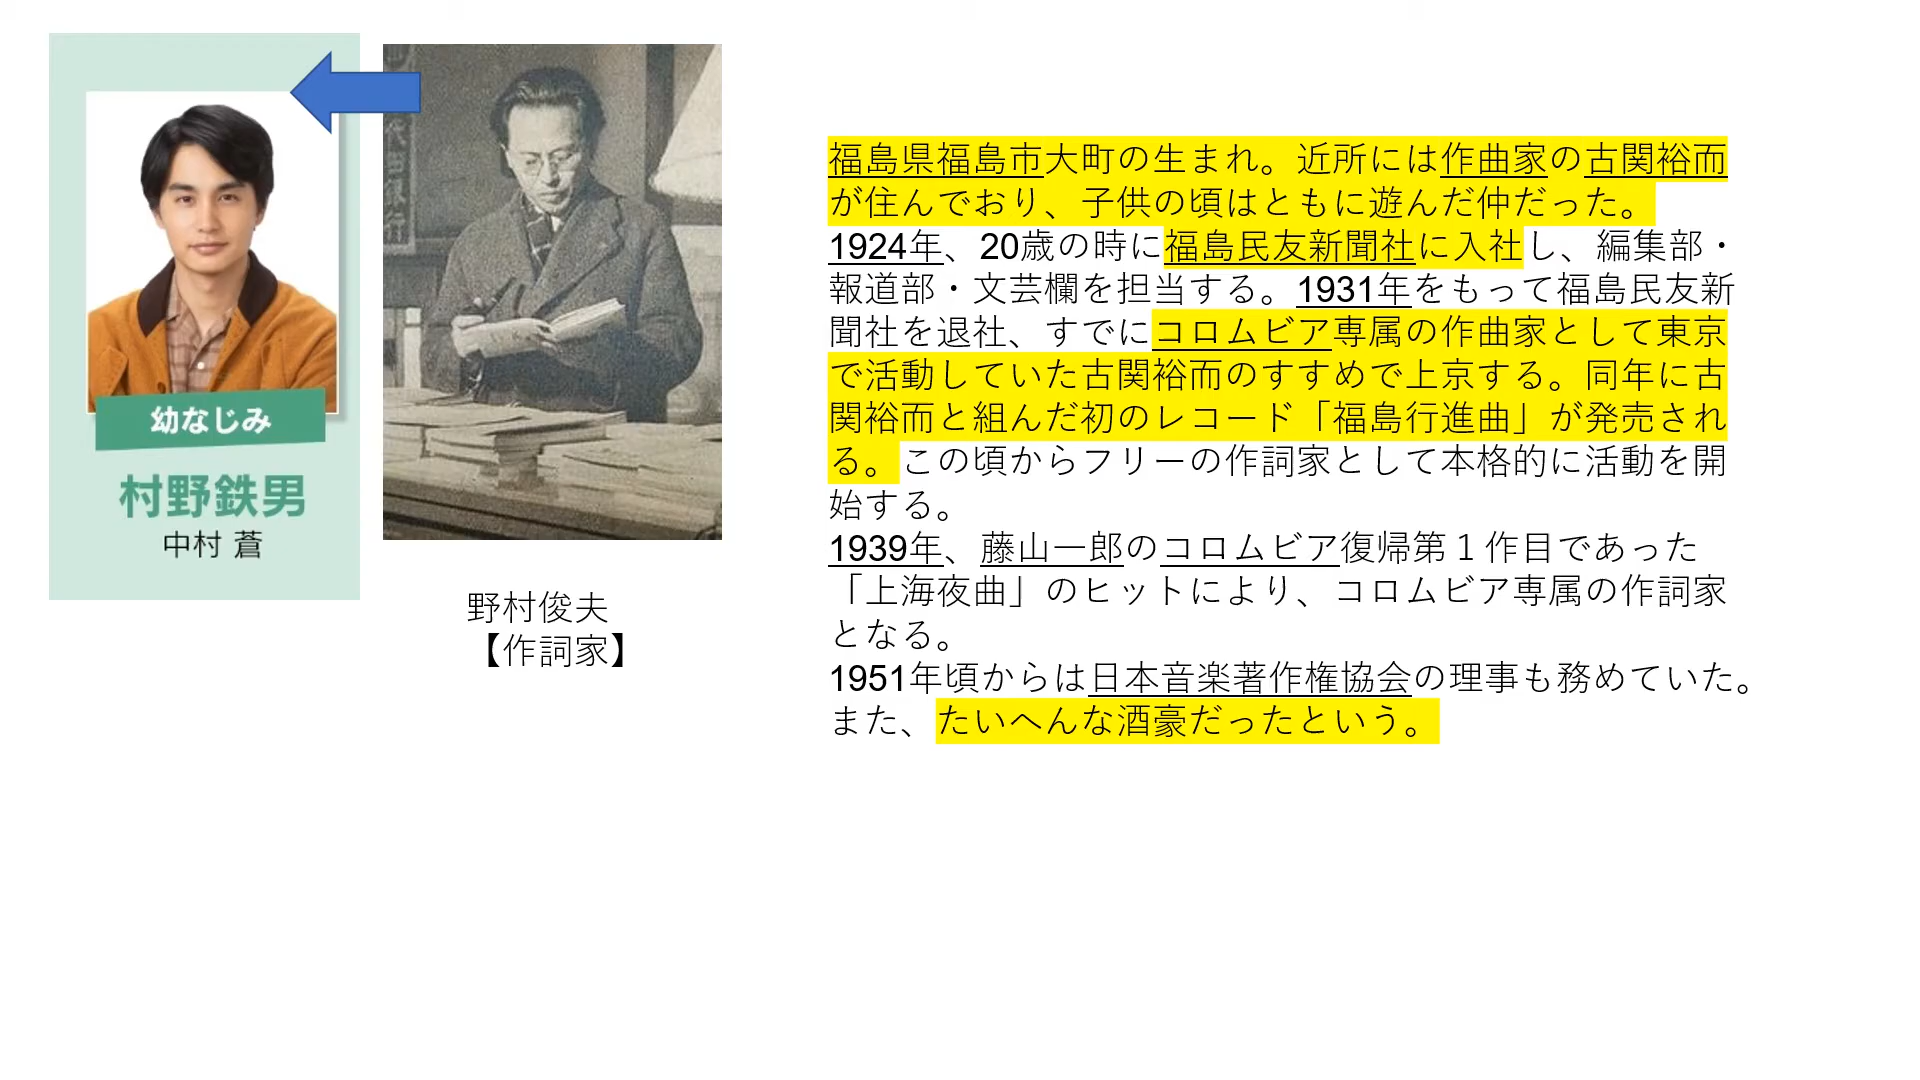 幼なじみ
村野鉄男
中村 蒼
野村俊夫
【作詞家】
福島県福島市大町の生まれ。近所には作曲家の古関裕而
が住んでおり、子供の頃はともに遊んだ仲だった。
1924年、20歳の時に福島民友新聞社に入社し、編集部・
報道部・文芸欄を担当する。1931年をもって福島民友新
聞社を退社、すでにコロムビア専属の作曲家として東京
で活動していた古関裕而のすすめで上京する。同年に古
関裕而と組んだ初のレコード「福島行進曲」が発売され
る。この頃からフリーの作詞家として本格的に活動を開
始する。
1939年、藤山一郎のコロムビア復帰第１作目であった
「上海夜曲」のヒットにより、コロムビア専属の作詞家
となる。
1951年頃からは日本音楽著作権協会の理事も務めていた。
また、たいへんな酒豪だったという。